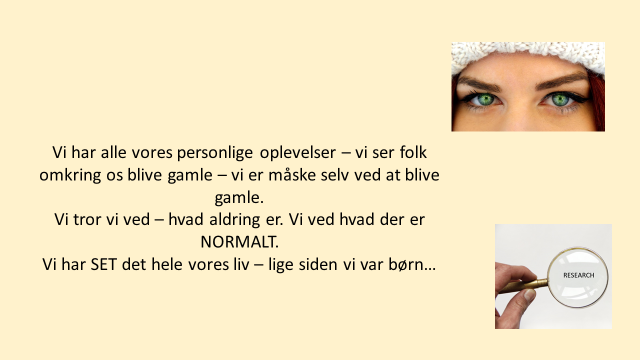 Vi har alle vores personlige oplevelser – vi ser folk
omkring os blive gamle – vi er måske selv ved at blive
gamle.
Vi tror vi ved – hvad aldring er. Vi ved hvad der er
NORMALT.
Vi har SET det hele vores liv – lige siden vi var børn…
RESEARCH